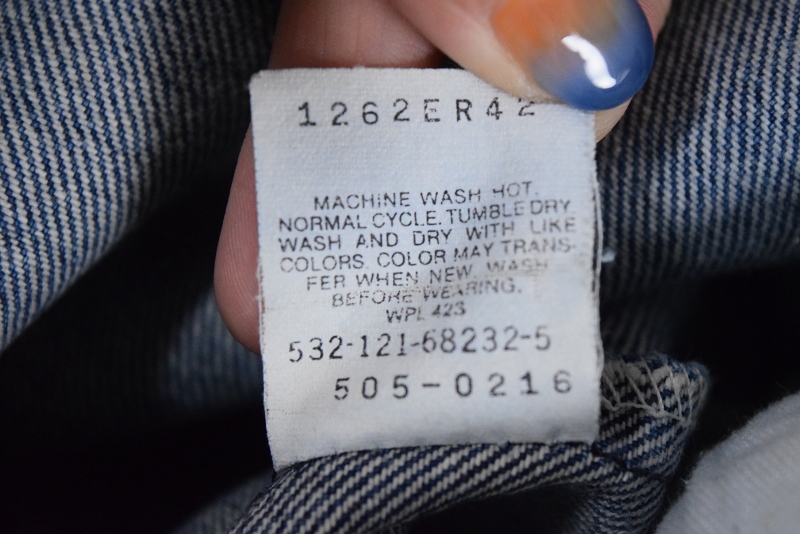 1262ER42
MACHINE WASH HOT.
NORMAL CYCLE. TUMBLE DRY
WASH AND DRY WITH LIKE
COLORS. COLOR MAY TRANS-
FER WHEN NEW. WASH
BEFORE WEARING.
WPL 423
532-121-68232-5
505-0216